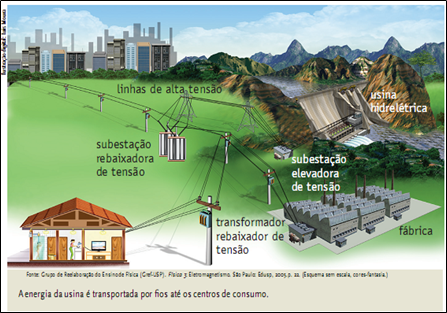 linhas de alta tensão
usina
hidrelétrica
subestação
rebaixadora
de tensão
subestação
elevadora
de tensão
transformador
rebaixador de
tensão
fábrica
Fonte: Grupo de Reelaboração do Ensino de Física (Gref-USP). Física 3: Eletromagnetismo. São Paulo: Edusp, 2005. p. 22. (Esquema sem escala, cores-fantasia.)
A energia da usina é transportada por fios até os centros de consumo.